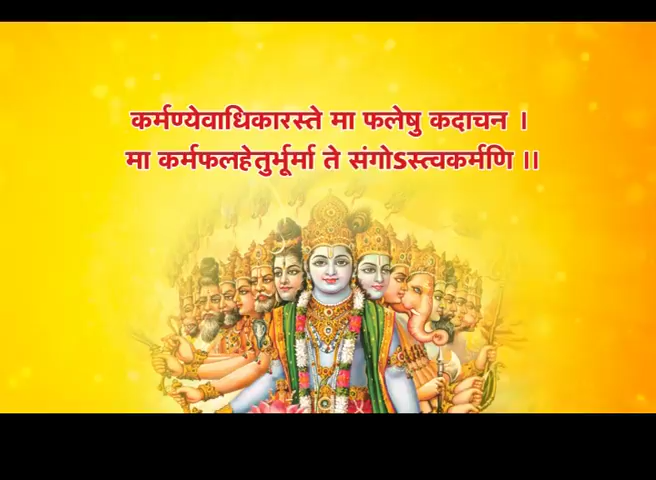 कर्मण्येवाधिकारस्ते मा फलेषु कदाचन ।
मा कर्मफलहेतुर्भूर्मा ते संगोऽस्त्वकर्मणि ।।